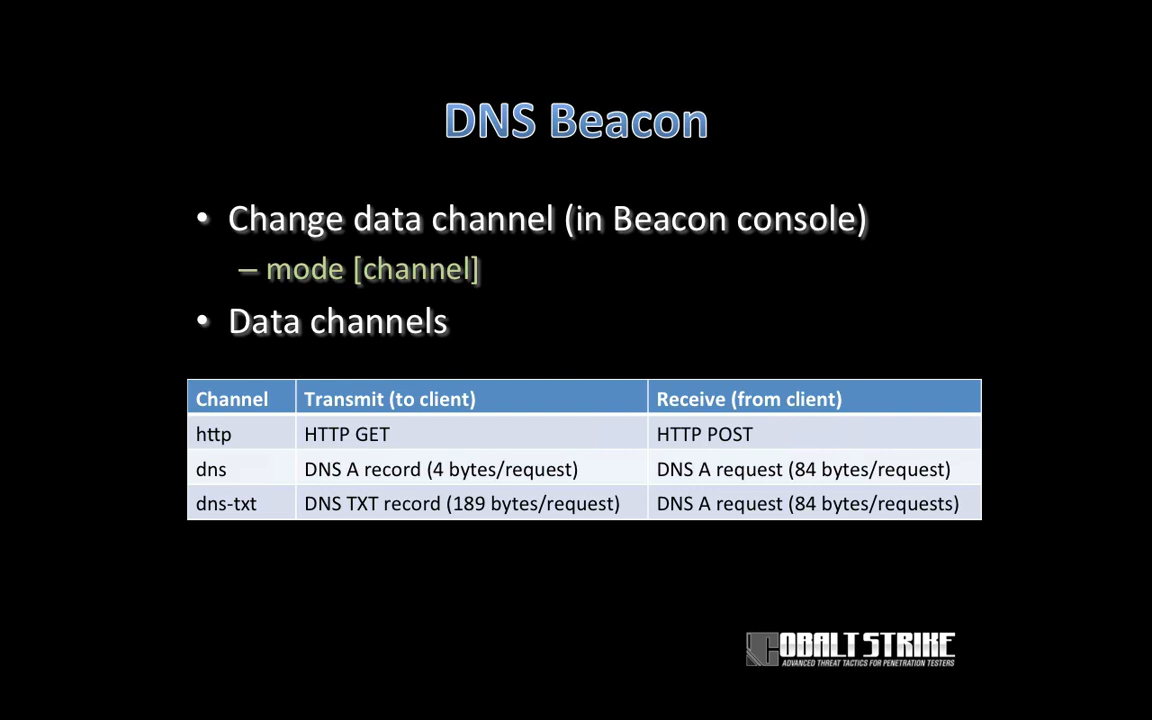 DNS Beacon
• Change data channel (in Beacon console)
– mode [channel]
• Data channels
Channel Transmit (to client) Receive (from client)
http HTTP GET HTTP POST
dns DNS A record (4 bytes/request) DNS A request (84 bytes/request)
dns-txt DNS TXT record (189 bytes/request) DNS A request (84 bytes/requests)
COBALT STRIKE
ADVANCED THREAT TACTICS FOR PENETRATION TESTERS